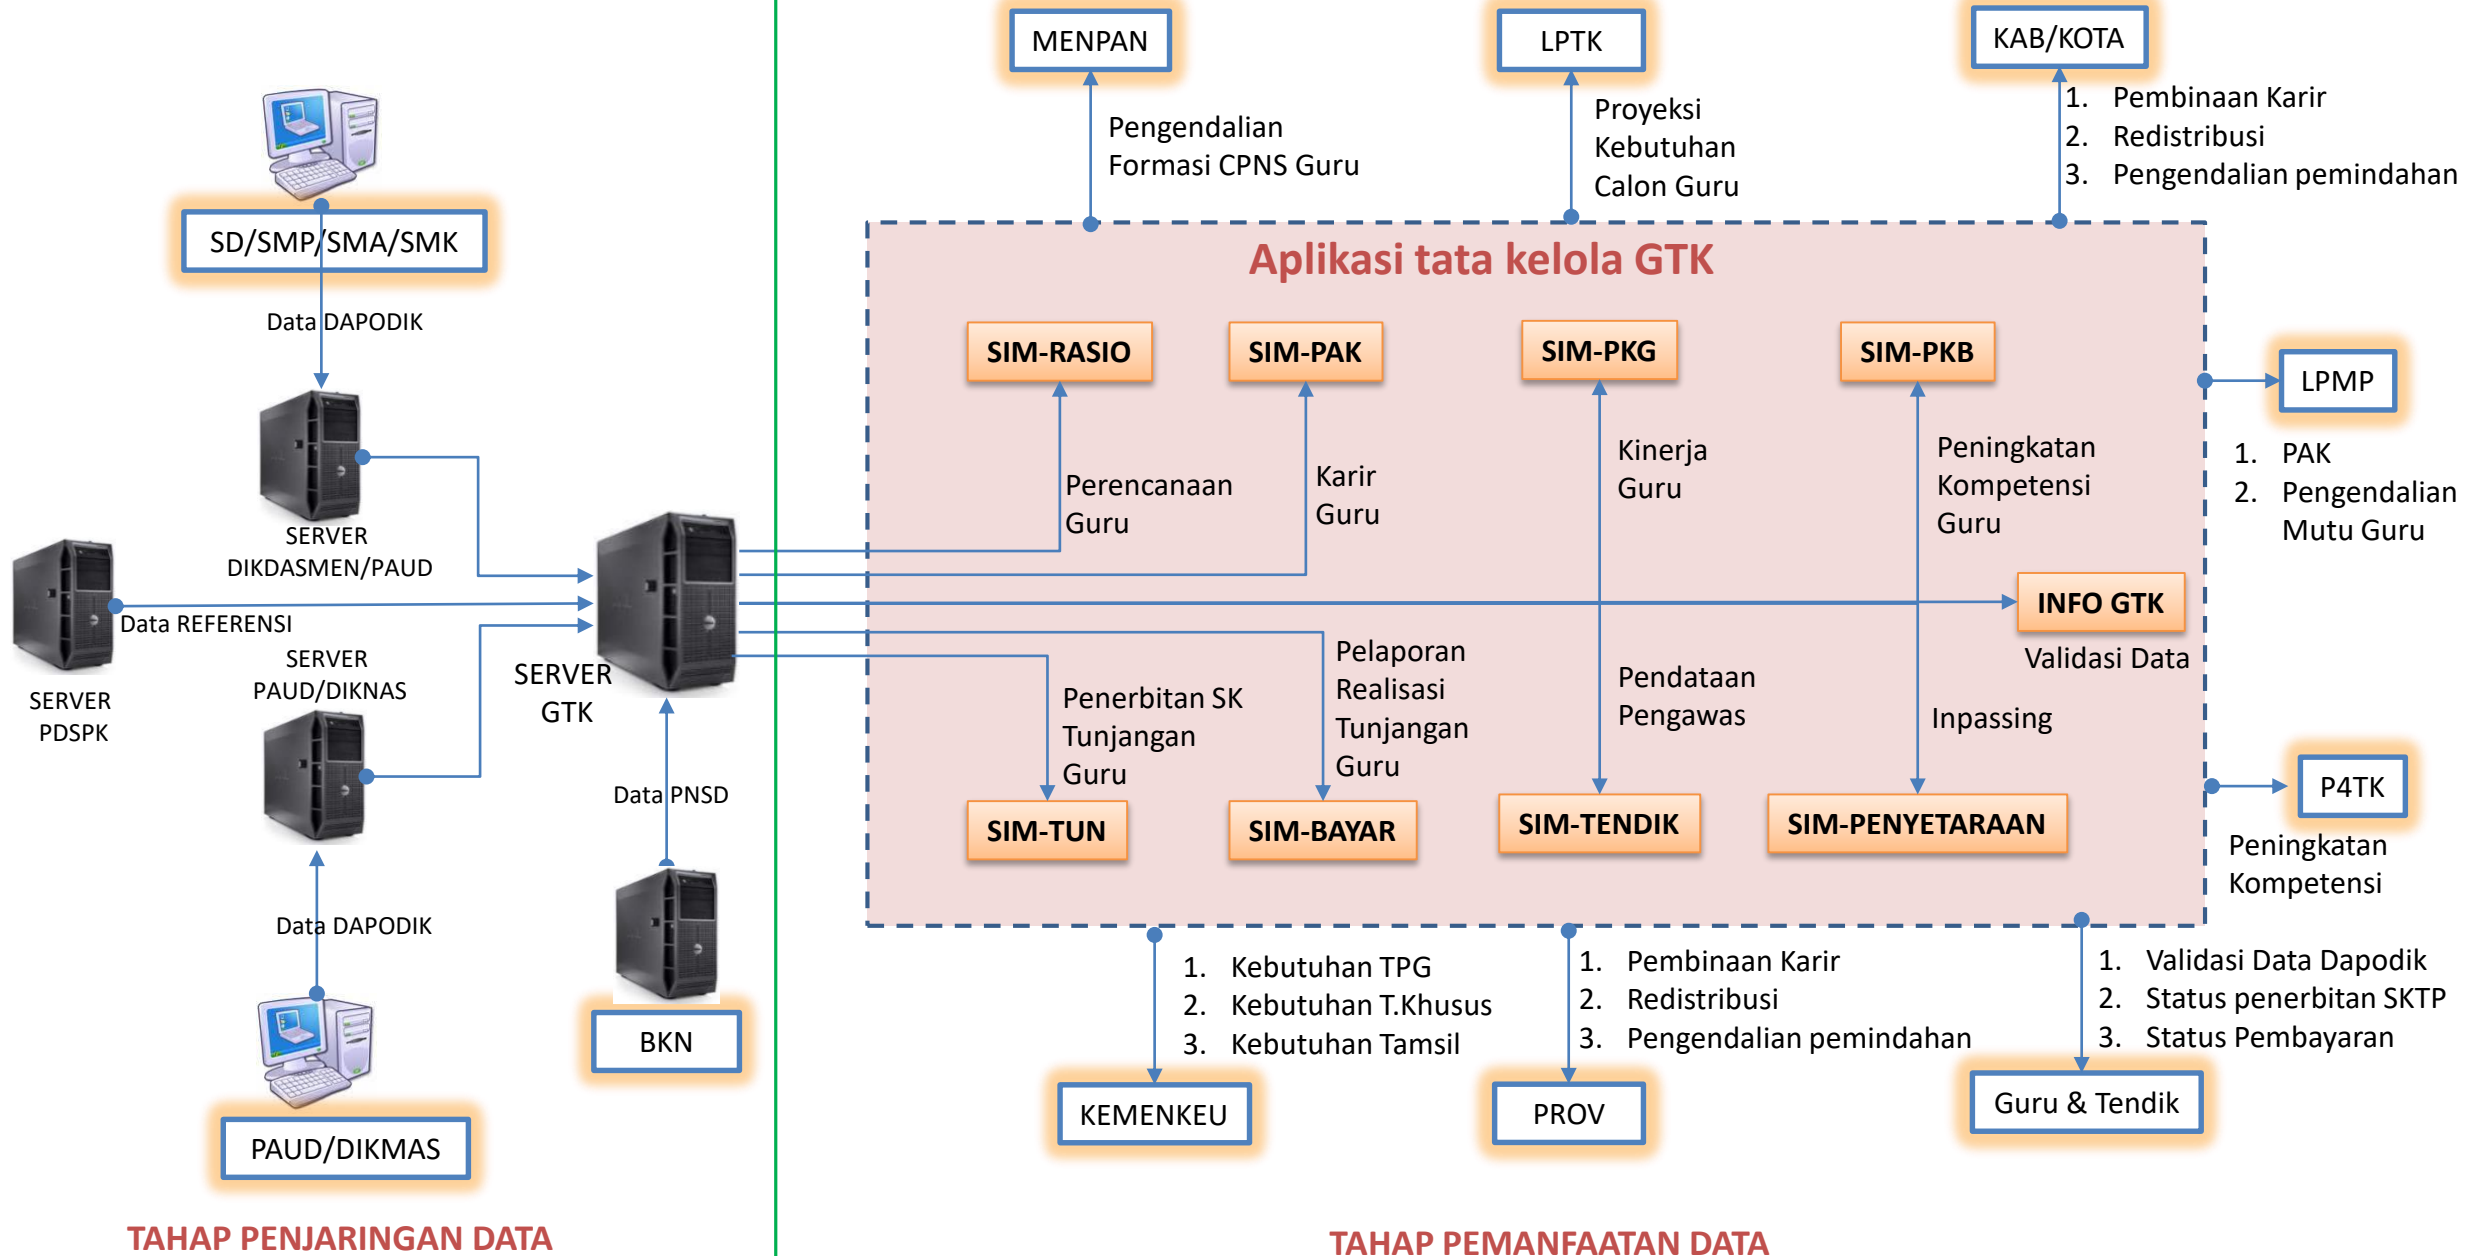 MENPAN
LPTK
KAB/KOTA
Pengendalian
Formasi CPNS Guru
Proyeksi
Kebutuhan
Calon Guru
1. Pembinaan Karir
2. Redistribusi
3. Pengendalian pemindahan
SD/SMP/SMA/SMK
Data DAPODIK
SERVER
DIKDASMEN/PAUD
Data REFERENSI
SERVER
PDSPK
SERVER
PAUD/DIKNAS
SERVER
GTK
Data PNSD
Data DAPODIK
BKN
PAUD/DIKMAS
TAHAP PENJARINGAN DATA
Aplikasi tata kelola GTK
SIM-RASIO
SIM-PAK
SIM-PKG
SIM-PKB
Perencanaan
Guru
Karir
Guru
Kinerja
Guru
Peningkatan
Kompetensi
Guru
INFO GTK
Validasi Data
Penerbitan SK
Tunjangan
Guru
Pelaporan
Realisasi
Tunjangan
Guru
Pendataan
Pengawas
Inpassing
SIM-TUN
SIM-BAYAR
SIM-TENDIK
SIM-PENYETARAAN
LPMP
1. PAK
2. Pengendalian
Mutu Guru
P4TK
Peningkatan
Kompetensi
1. Kebutuhan TPG
2. Kebutuhan T.Khusus
3. Kebutuhan Tamsil
KEMENKEU
1. Pembinaan Karir
2. Redistribusi
3. Pengendalian pemindahan
PROV
1. Validasi Data Dapodik
2. Status penerbitan SKTP
3. Status Pembayaran
Guru & Tendik
TAHAP PEMANFAATAN DATA